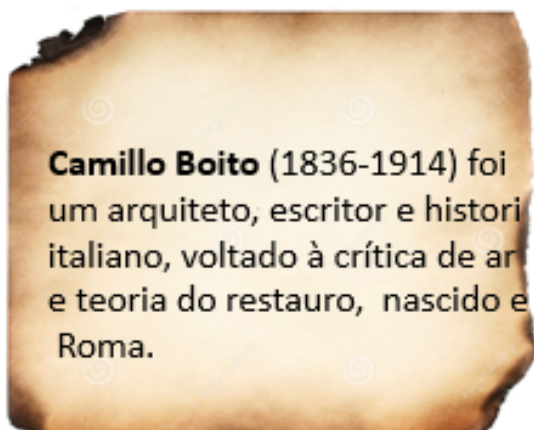 Camillo Boito (1836-1914) foi
um arquiteto, escritor e histori
italiano, voltado à crítica de ar
e teoria do restauro, nascido e
Roma.